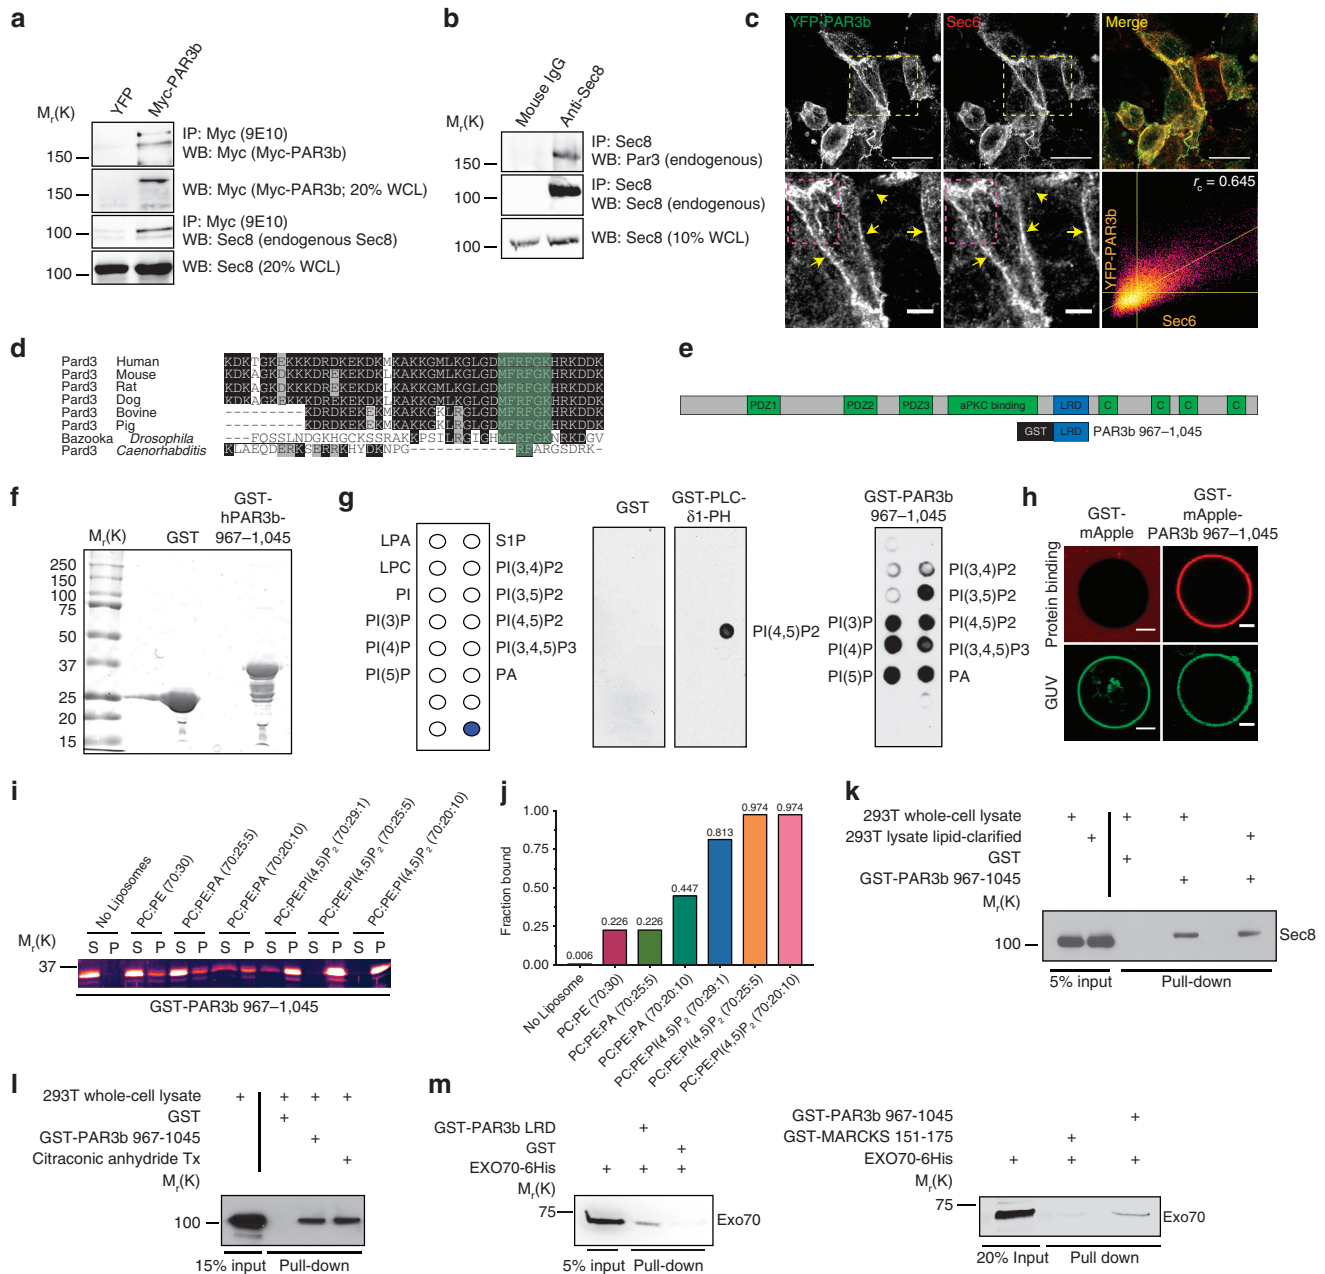 a
YFP
Myc-PAR3b
Mr(K)
IP: Myc (9E10)
WB: Myc (Myc-PAR3b)
150
WB: Myc (Myc-PAR3b; 20% WCL)
150
IP: Myc (9E10)
WB: Sec8 (endogenous Sec8)
100
WB: Sec8 (20% WCL)
100
b
Mouse IgG
Anti-Sec8
Mr(K)
IP: Sec8
WB: Par3 (endogenous)
150
IP: Sec8
WB: Sec8 (endogenous)
100
WB: Sec8 (10% WCL)
100
c
YFP-PAR3b
Sec6
Merge
rc = 0.645
YFP-PAR3b
Sec6
d
Pard3 Human
Pard3 Mouse
Pard3 Rat
Pard3 Dog
Pard3 Bovine
Pard3 Pig
Bazooka Drosophila
Pard3 Caenorhabditis
e
PDZ1 PDZ2 PDZ3 aPKC binding LRD C C C C
GST LRD PAR3b 967–1,045
f
Mr(K)
GST
GST-hPAR3b-967–1,045
250
150
100
75
50
37
25
20
15
g
LPA S1P
LPC PI(3,4)P2
PI PI(3,5)P2
PI(3)P PI(4,5)P2
PI(4)P PI(3,4,5)P3
PI(5)P PA
GST
GST-PLC-δ1-PH
PI(4,5)P2
GST-PAR3b 967–1,045
PI(3,4)P2
PI(3,5)P2
PI(3)P PI(4,5)P2
PI(4)P PI(3,4,5)P3
PI(5)P PA
h
GST-mApple
GST-mApple-PAR3b 967–1,045
Protein binding
GUV
i
No Liposomes
PC:PE (70:30)
PC:PE:PA (70:25:5)
PC:PE:PA (70:20:10)
PC:PE:PI(4,5)P2 (70:29:1)
PC:PE:PI(4,5)P2 (70:25:5)
PC:PE:PI(4,5)P2 (70:20:10)
Mr(K)
S P S P S P S P S P S P S P
37
GST-PAR3b 967–1,045
j
Fraction bound
1.00
0.75
0.50
0.25
0.00
0.006
0.226
0.226
0.447
0.813
0.974
0.974
No Liposome
PC:PE (70:30)
PC:PE:PA (70:25:5)
PC:PE:PA (70:20:10)
PC:PE:PI(4,5)P2 (70:29:1)
PC:PE:PI(4,5)P2 (70:25:5)
PC:PE:PI(4,5)P2 (70:20:10)
k
293T whole-cell lysate + + +
293T lysate lipid-clarified + +
GST +
GST-PAR3b 967-1045 + +
Mr(K)
100
Sec8
5% input
Pull-down
l
293T whole-cell lysate + + + +
GST +
GST-PAR3b 967-1045 +
Citraconic anhydride Tx +
Mr(K)
100
15% input
Pull-down
m
GST-PAR3b LRD +
GST +
EXO70-6His + + +
Mr(K)
75
Exo70
5% input
Pull-down
GST-PAR3b 967-1045 +
GST-MARCKS 151-175 +
EXO70-6His + + +
Mr(K)
75
Exo70
20% Input
Pull down